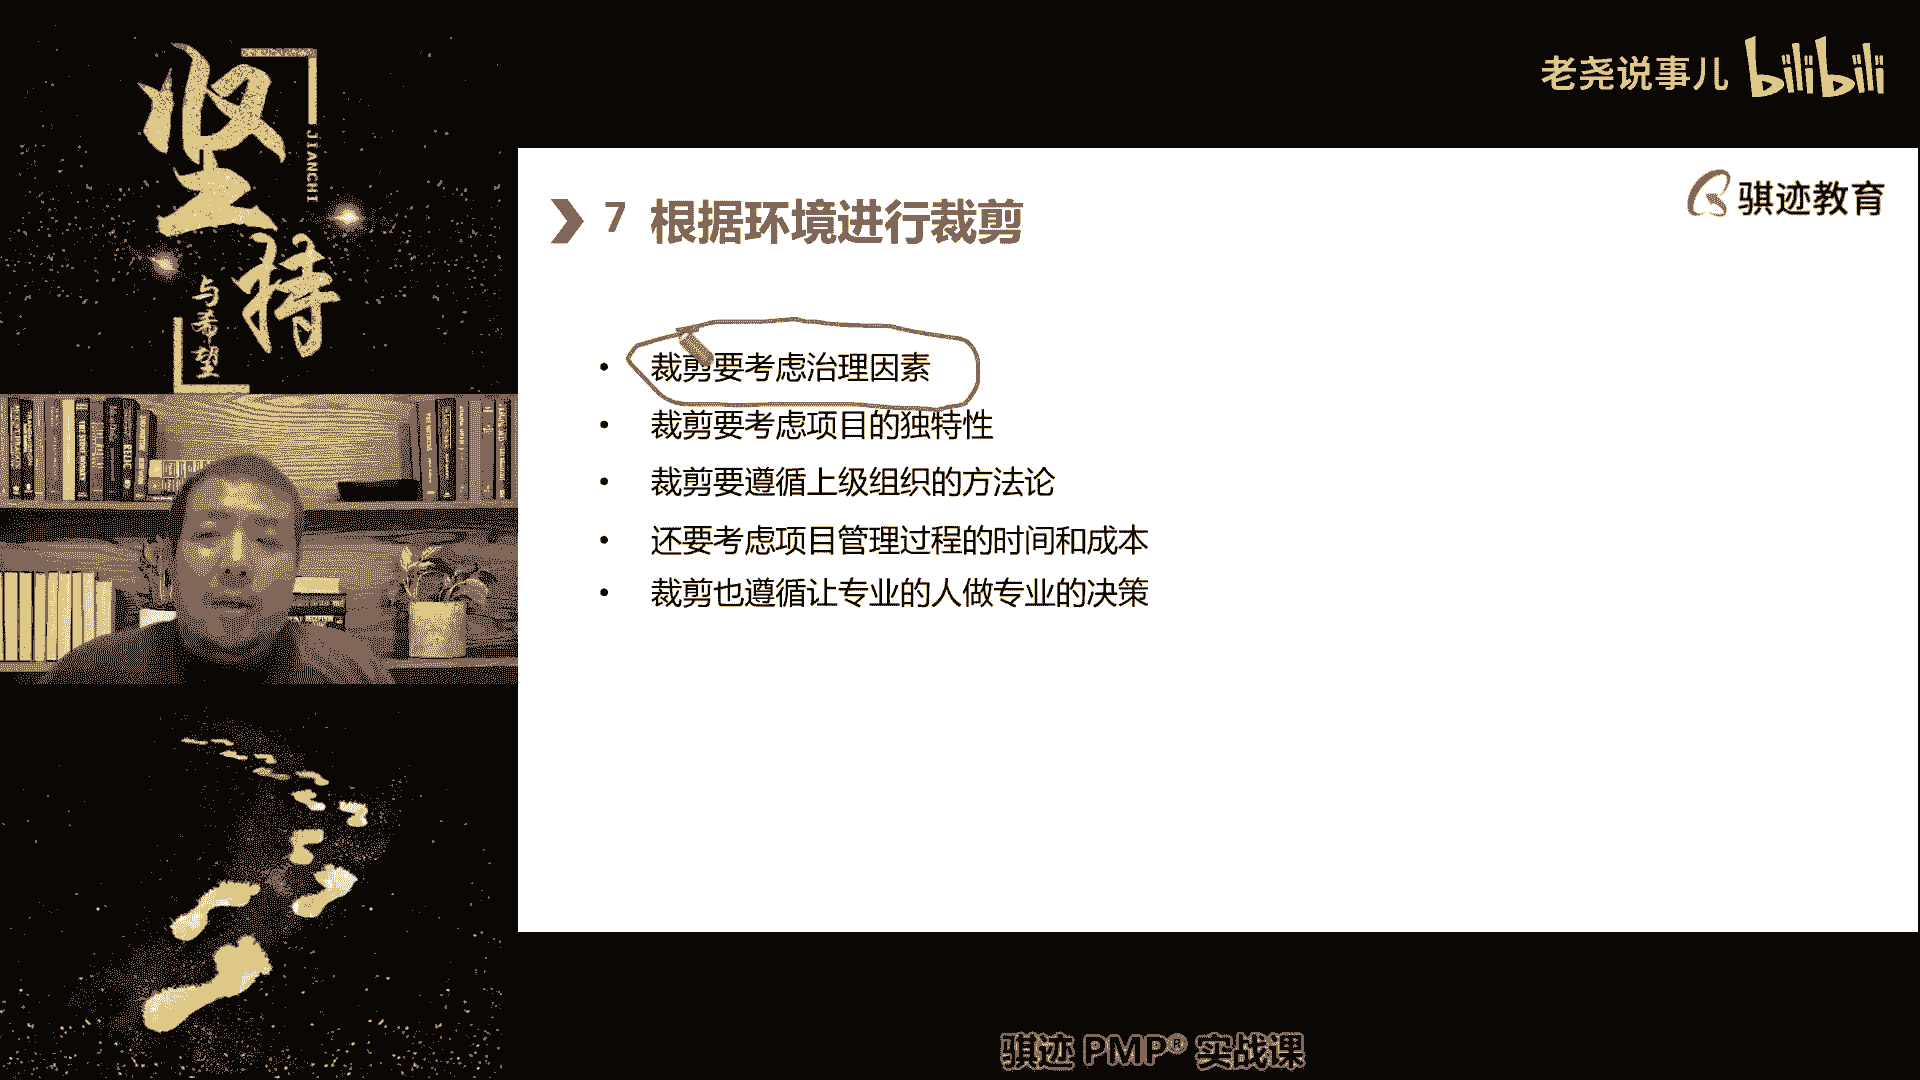 坚持
JIANCHI
与希望
老尧说事儿 bilibili
骐迹教育
7 根据环境进行裁剪
• 裁剪要考虑治理因素
• 裁剪要考虑项目的独特性
• 裁剪要遵循上级组织的方法论
• 还要考虑项目管理过程的时间和成本
• 裁剪也遵循让专业的人做专业的决策
骐迹 PMP® 实战课